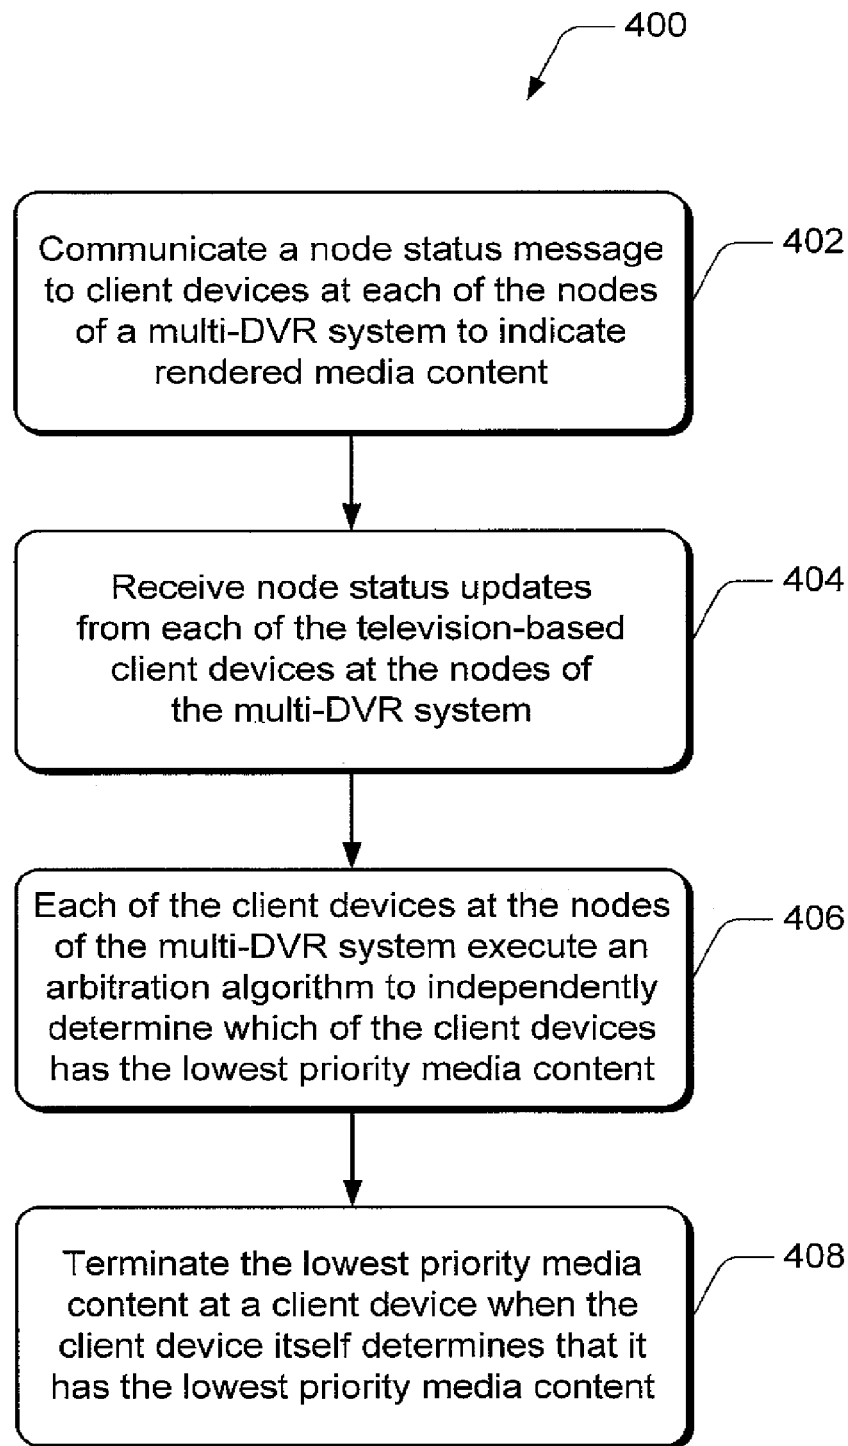 400
Communicate a node status message
to client devices at each of the nodes
of a multi-DVR system to indicate
rendered media content
402
Receive node status updates
from each of the television-based
client devices at the nodes of
the multi-DVR system
404
Each of the client devices at the nodes
of the multi-DVR system execute an
arbitration algorithm to independently
determine which of the client devices
has the lowest priority media content
406
Terminate the lowest priority media
content at a client device when the
client device itself determines that it
has the lowest priority media content
408